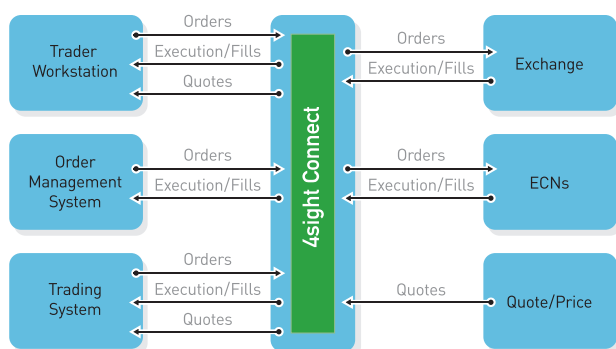 Trader
Workstation
Orders
Execution/Fills
Quotes
4sight Connect
Orders
Execution/Fills
Exchange
Order
Management
System
Orders
Execution/Fills
Orders
Execution/Fills
ECNs
Trading
System
Orders
Execution/Fills
Quotes
Quotes
Quote/Price